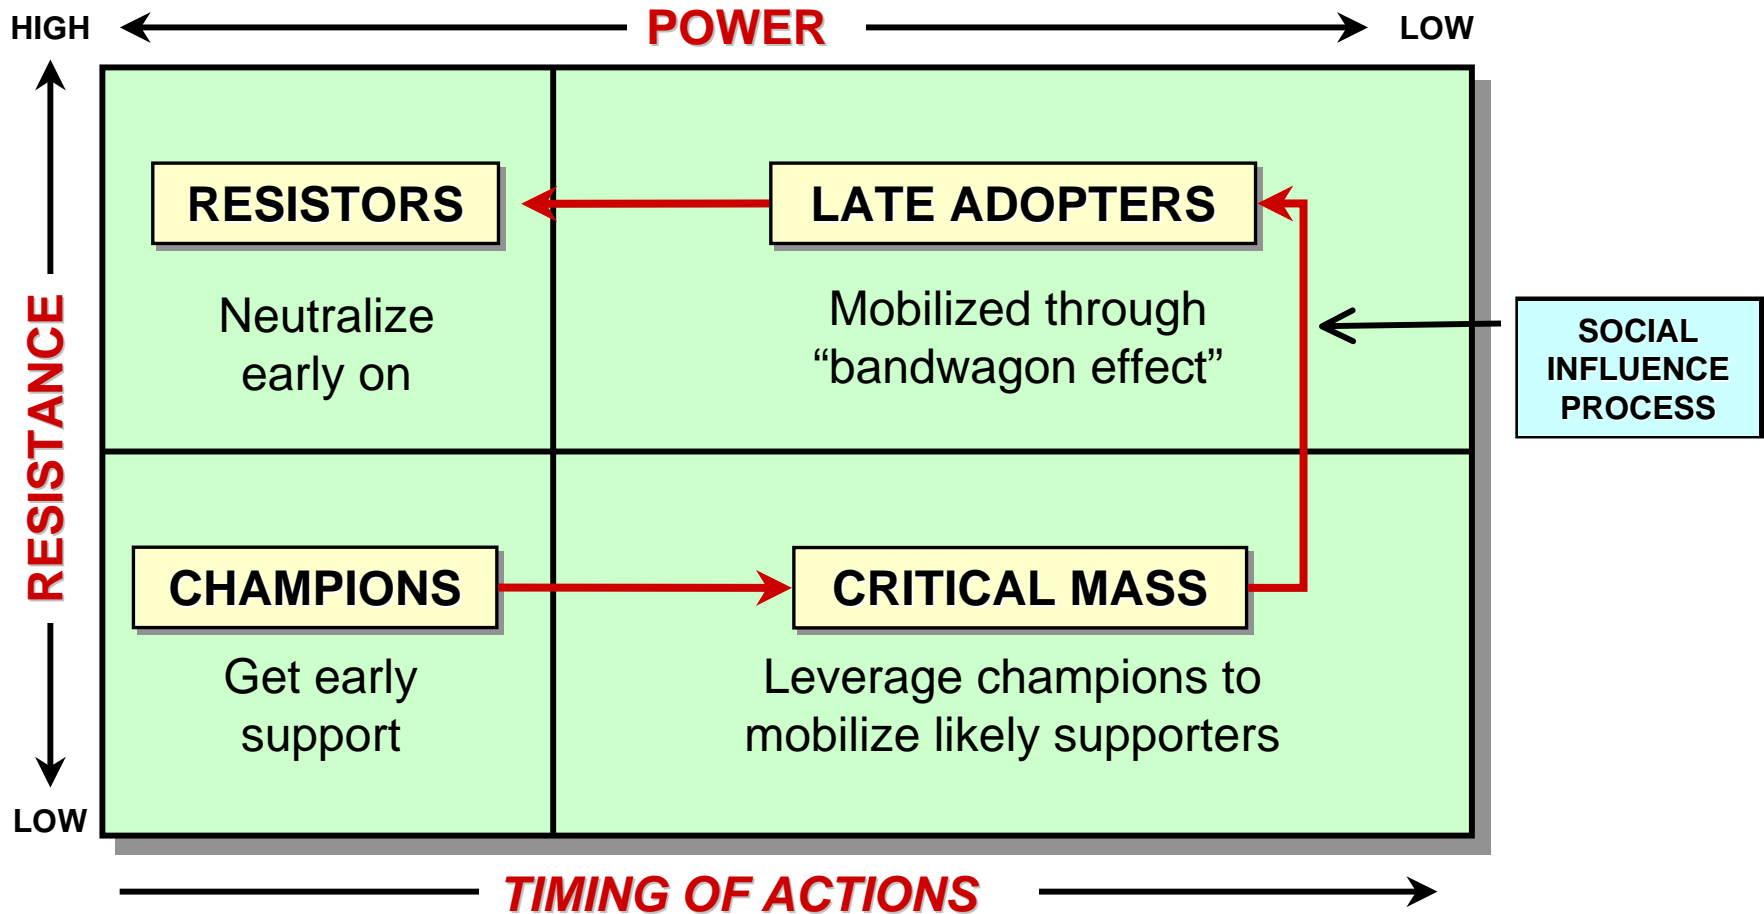 HIGH
POWER
LOW
RESISTORS
LATE ADOPTERS
Neutralize
early on
Mobilized through
“bandwagon effect”
SOCIAL
INFLUENCE
PROCESS
RESISTANCE
CHAMPIONS
CRITICAL MASS
Get early
support
Leverage champions to
mobilize likely supporters
LOW
TIMING OF ACTIONS